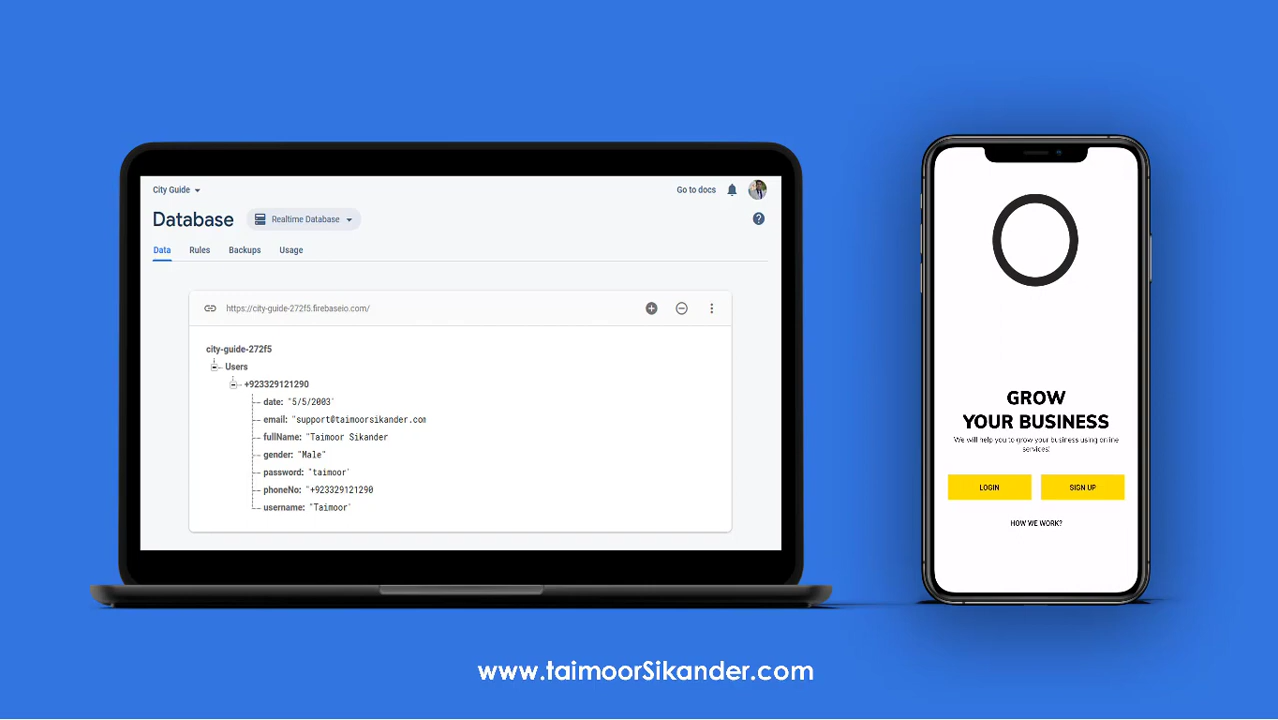 City Guide
Go to docs
Database
Realtime Database
?
Data Rules Backups Usage
https://city-guide-272f5.firebaseio.com/
city-guide-272f5
Users
+923329121290
date: "5/5/2003"
email: "support@taimoorsikander.com
fullName: "Taimoor Sikander
gender: "Male"
password: "taimoor"
phoneNo: "+923329121290
username: "Taimoor"
GROW
YOUR BUSINESS
We will help you to grow your business using online
services!
LOGIN
SIGN UP
HOW WE WORK?
www.taimoorSikander.com